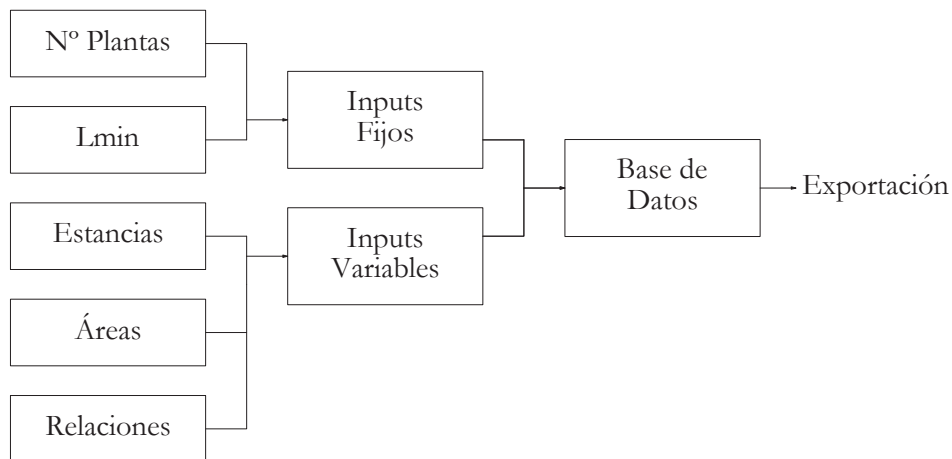 Nº Plantas
Lmin
Estancias
Áreas
Relaciones
Inputs
Fijos
Inputs
Variables
Base de
Datos
Exportación